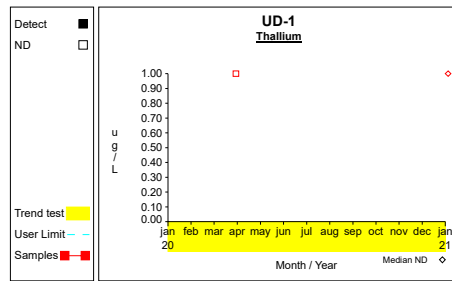 Detect
ND
Trend test
User Limit
Samples
UD-1
Thallium
ug/L
1.00
0.90
0.80
0.70
0.60
0.50
0.40
0.30
0.20
0.10
0.00
jan feb mar apr may jun jul aug sep oct nov dec jan
20 21
Month / Year
Median ND